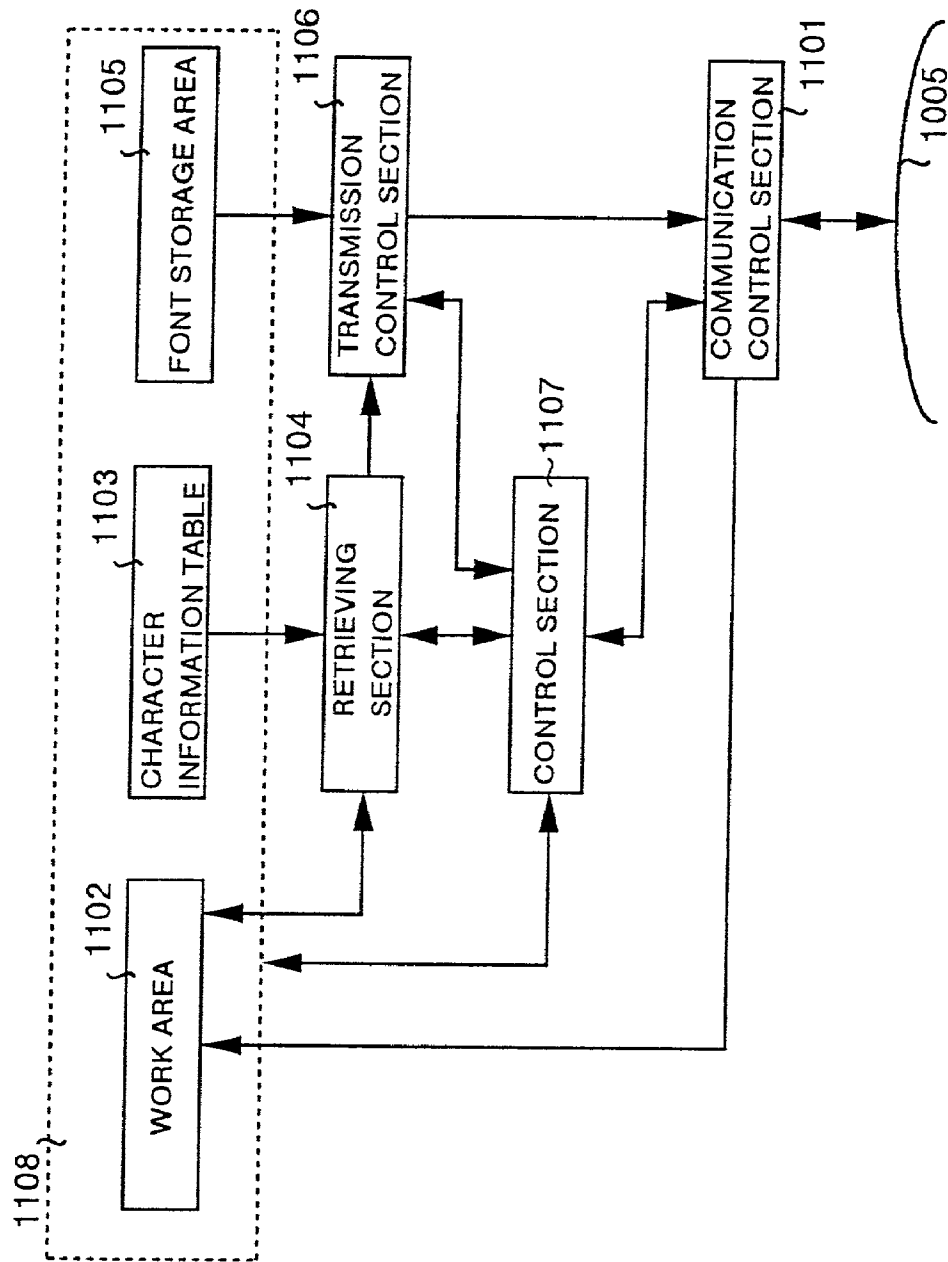 1108
1102
WORK AREA
1103
CHARACTER
INFORMATION TABLE
1105
FONT STORAGE AREA
1104
RETRIEVING
SECTION
1106
TRANSMISSION
CONTROL SECTION
CONTROL SECTION
1107
COMMUNICATION
CONTROL SECTION
1101
1005